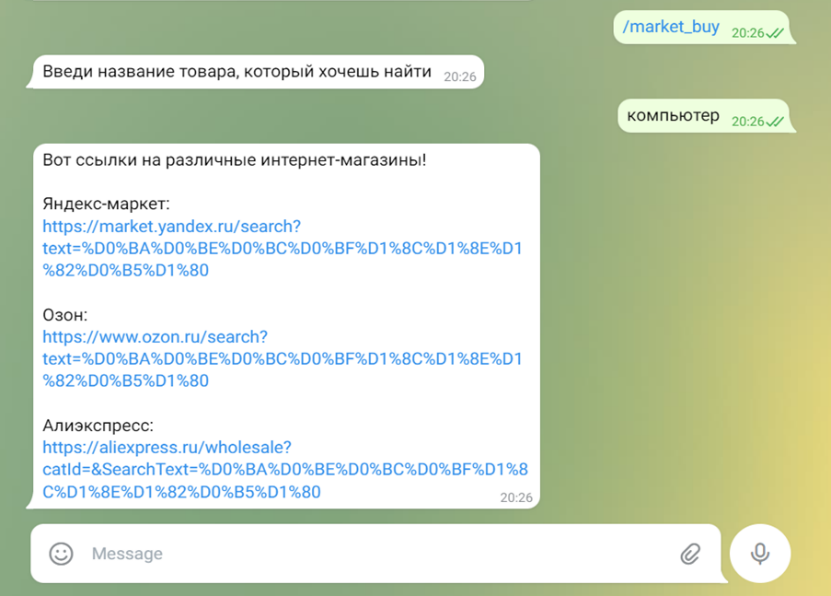 /market_buy 20:26
Введи название товара, который хочешь найти 20:26
компьютер 20:26
Вот ссылки на различные интернет-магазины!
Яндекс-маркет:
https://market.yandex.ru/search?
text=%D0%BA%D0%BE%D0%BC%D0%BF%D1%8C%D1%8E%D1
%82%D0%B5%D1%80
Озон:
https://www.ozon.ru/search?
text=%D0%BA%D0%BE%D0%BC%D0%BF%D1%8C%D1%8E%D1
%82%D0%B5%D1%80
Алиэкспресс:
https://aliexpress.ru/wholesale?
catId=&SearchText=%D0%BA%D0%BE%D0%BC%D0%BF%D1%8
C%D1%8E%D1%82%D0%B5%D1%80
20:26
Message